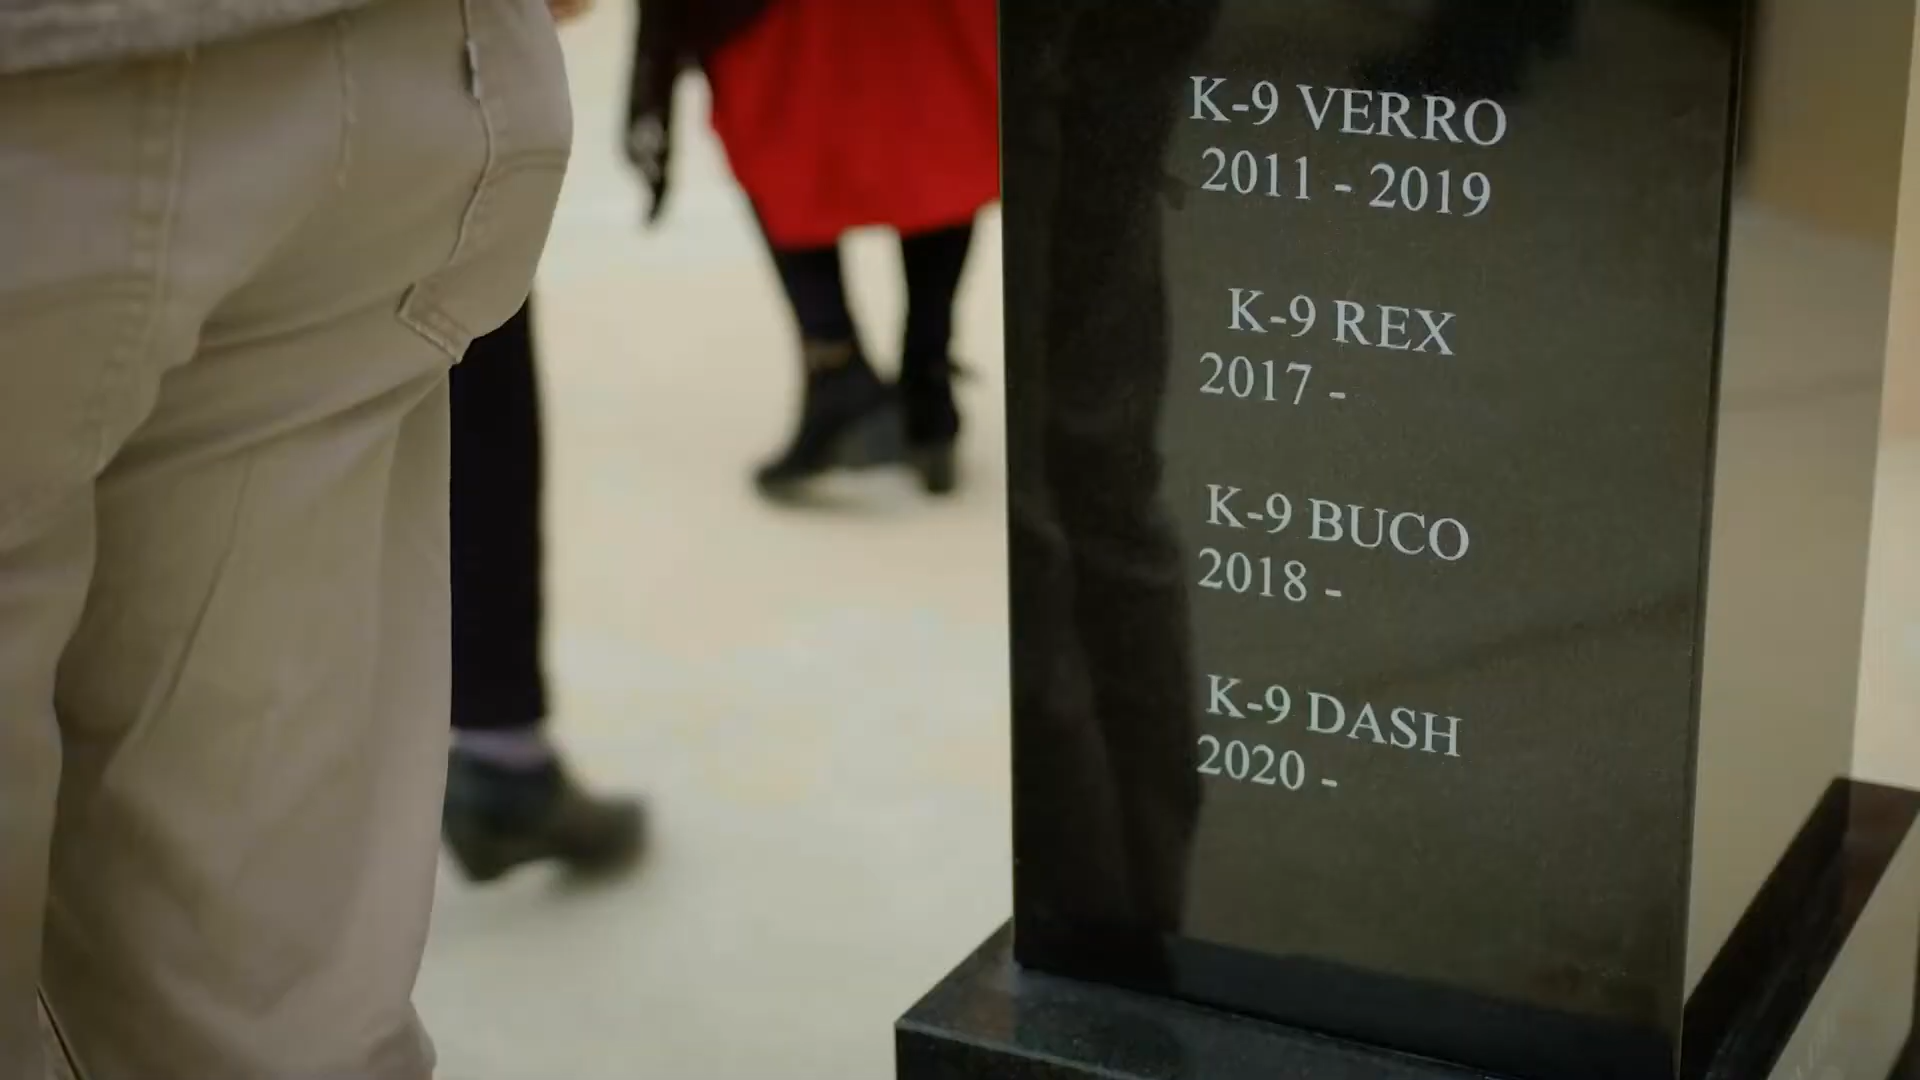 K-9 VERRO
2011 - 2019
K-9 REX
2017 -
K-9 BUCO
2018 -
K-9 DASH
2020 -